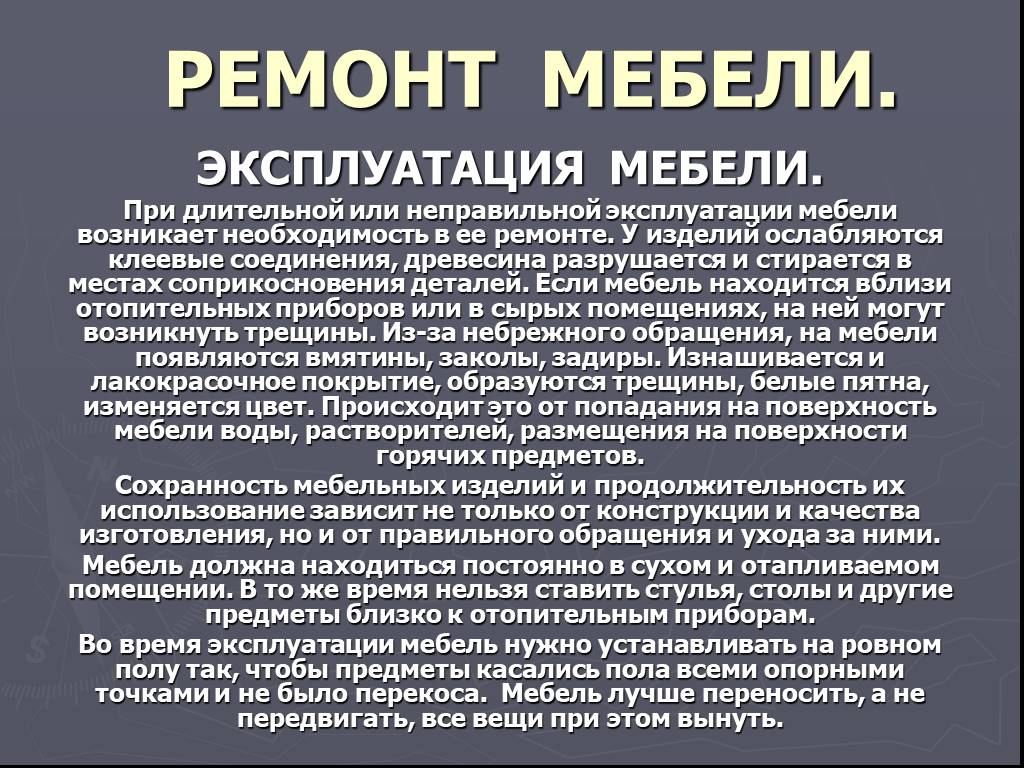 РЕМОНТ МЕБЕЛИ.
ЭКСПЛУАТАЦИЯ МЕБЕЛИ.
При длительной или неправильной эксплуатации мебели
возникает необходимость в ее ремонте. У изделий ослабляются
клеевые соединения, древесина разрушается и стирается в
местах соприкосновения деталей. Если мебель находится вблизи
отопительных приборов или в сырых помещениях, на ней могут
возникнуть трещины. Из-за небрежного обращения, на мебели
появляются вмятины, заколы, задиры. Изнашивается и
лакокрасочное покрытие, образуются трещины, белые пятна,
изменяется цвет. Происходит это от попадания на поверхность
мебели воды, растворителей, размещения на поверхности
горячих предметов.
Сохранность мебельных изделий и продолжительность их
использование зависит не только от конструкции и качества
изготовления, но и от правильного обращения и ухода за ними.
Мебель должна находиться постоянно в сухом и отапливаемом
помещении. В то же время нельзя ставить стулья, столы и другие
предметы близко к отопительным приборам.
Во время эксплуатации мебель нужно устанавливать на ровном
полу так, чтобы предметы касались пола всеми опорными
точками и не было перекоса. Мебель лучше переносить, а не
передвигать, все вещи при этом вынуть.
N
NW
S